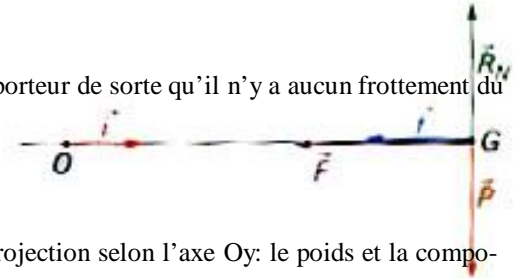 R⃗N
porteur de sorte qu'il n'y a aucun frottement du
G
O
F⃗
P⃗
rojection selon l'axe Oy: le poids et la compo-